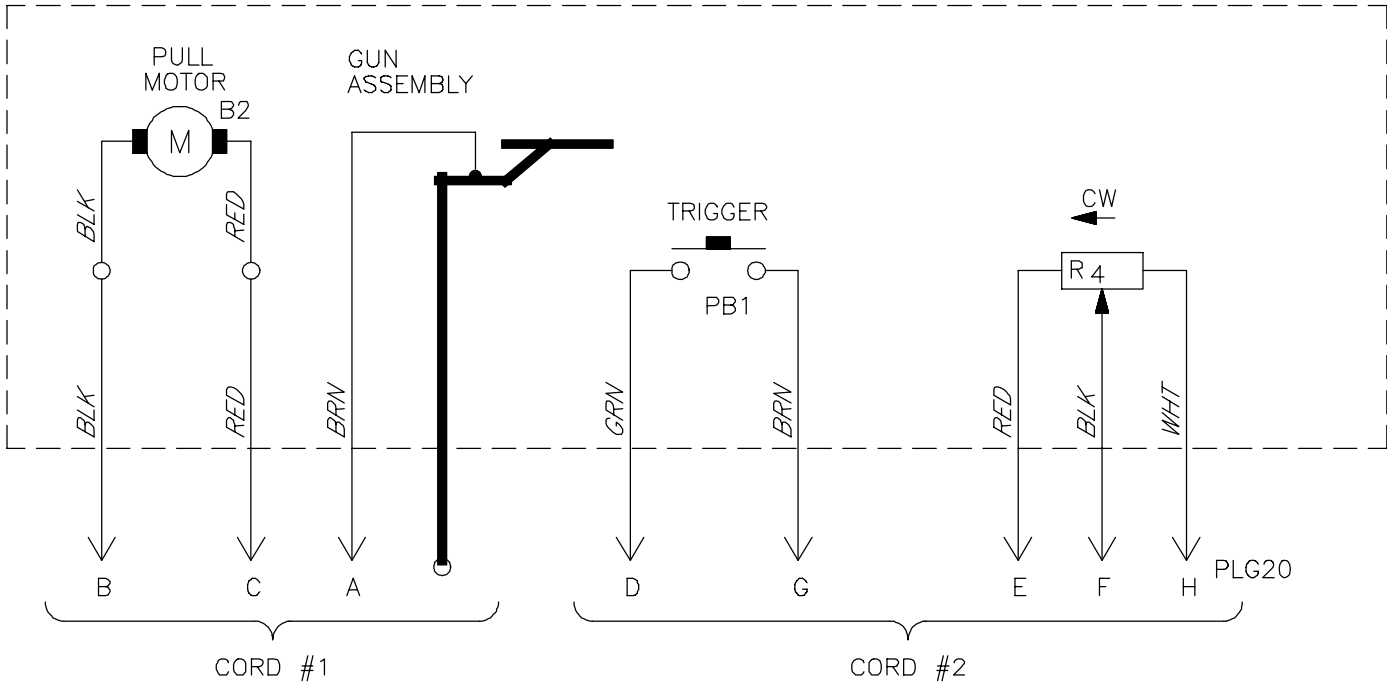 PULL
MOTOR
B2
M
GUN
ASSEMBLY
BLK
RED
TRIGGER
PB1
CW
R4
BLK
RED
BRN
GRN
BRN
RED
BLK
WHT
B
C
A
D
G
E
F
H
PLG20
CORD #1
CORD #2